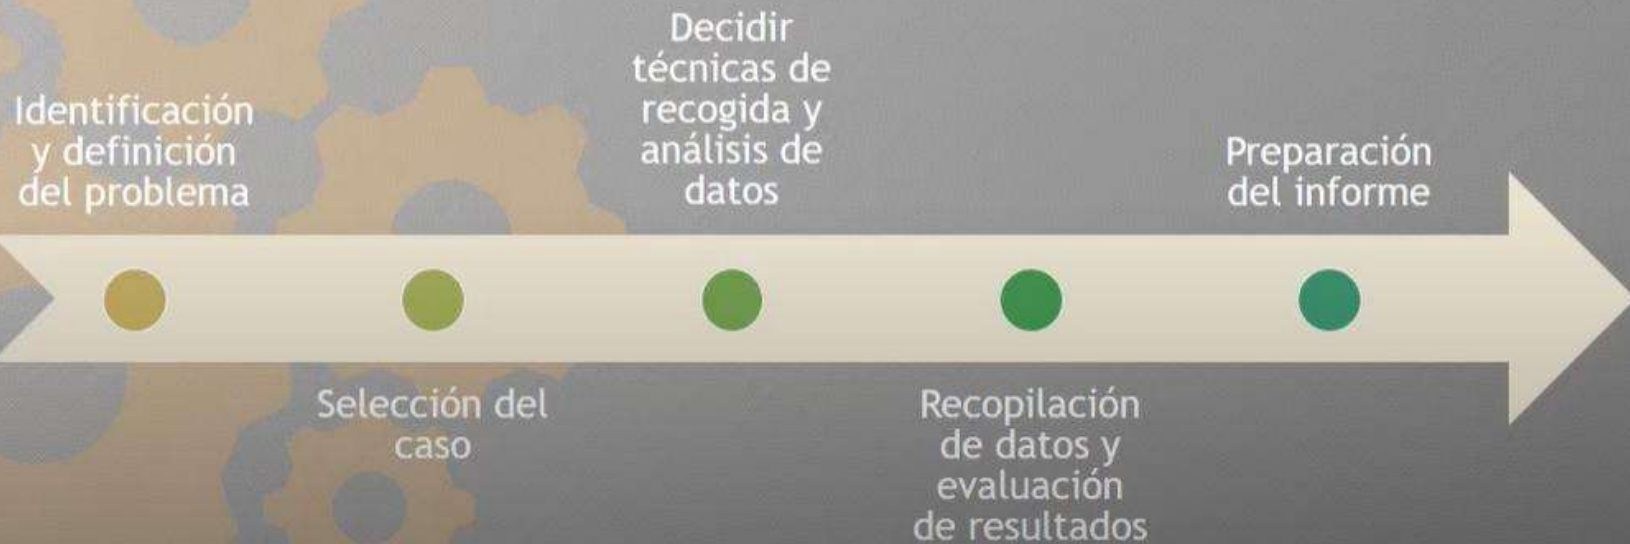 Identificación
y definición
del problema
Selección del
caso
Decidir
técnicas de
recogida y
análisis de
datos
Recopilación
de datos y
evaluación
de resultados
Preparación
del informe